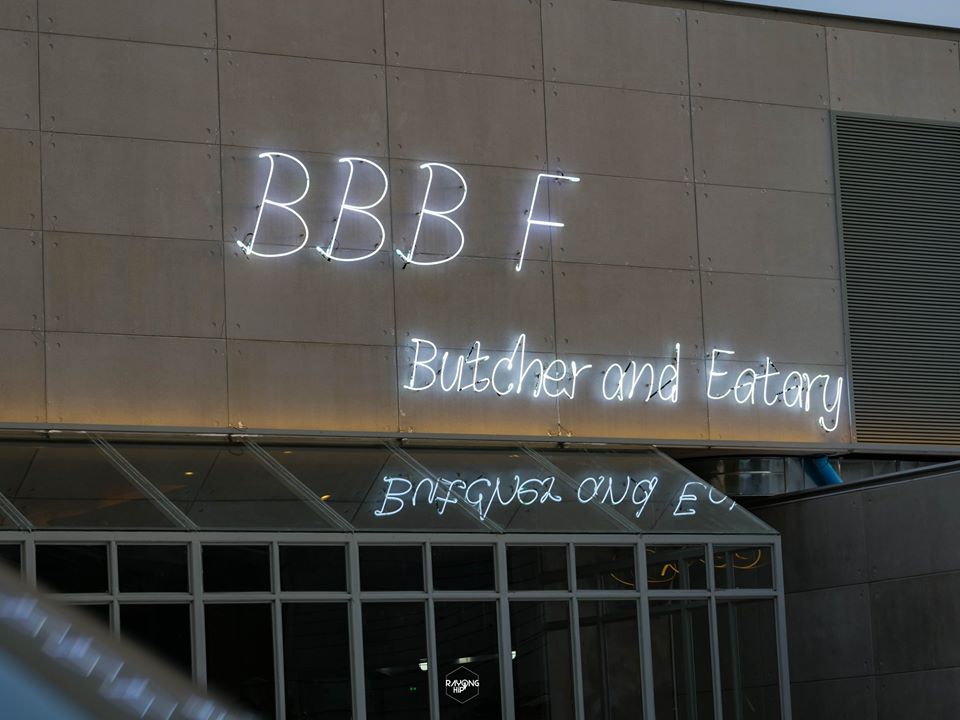 BBB F
Butcher and Eatary
RAYONG
HIP